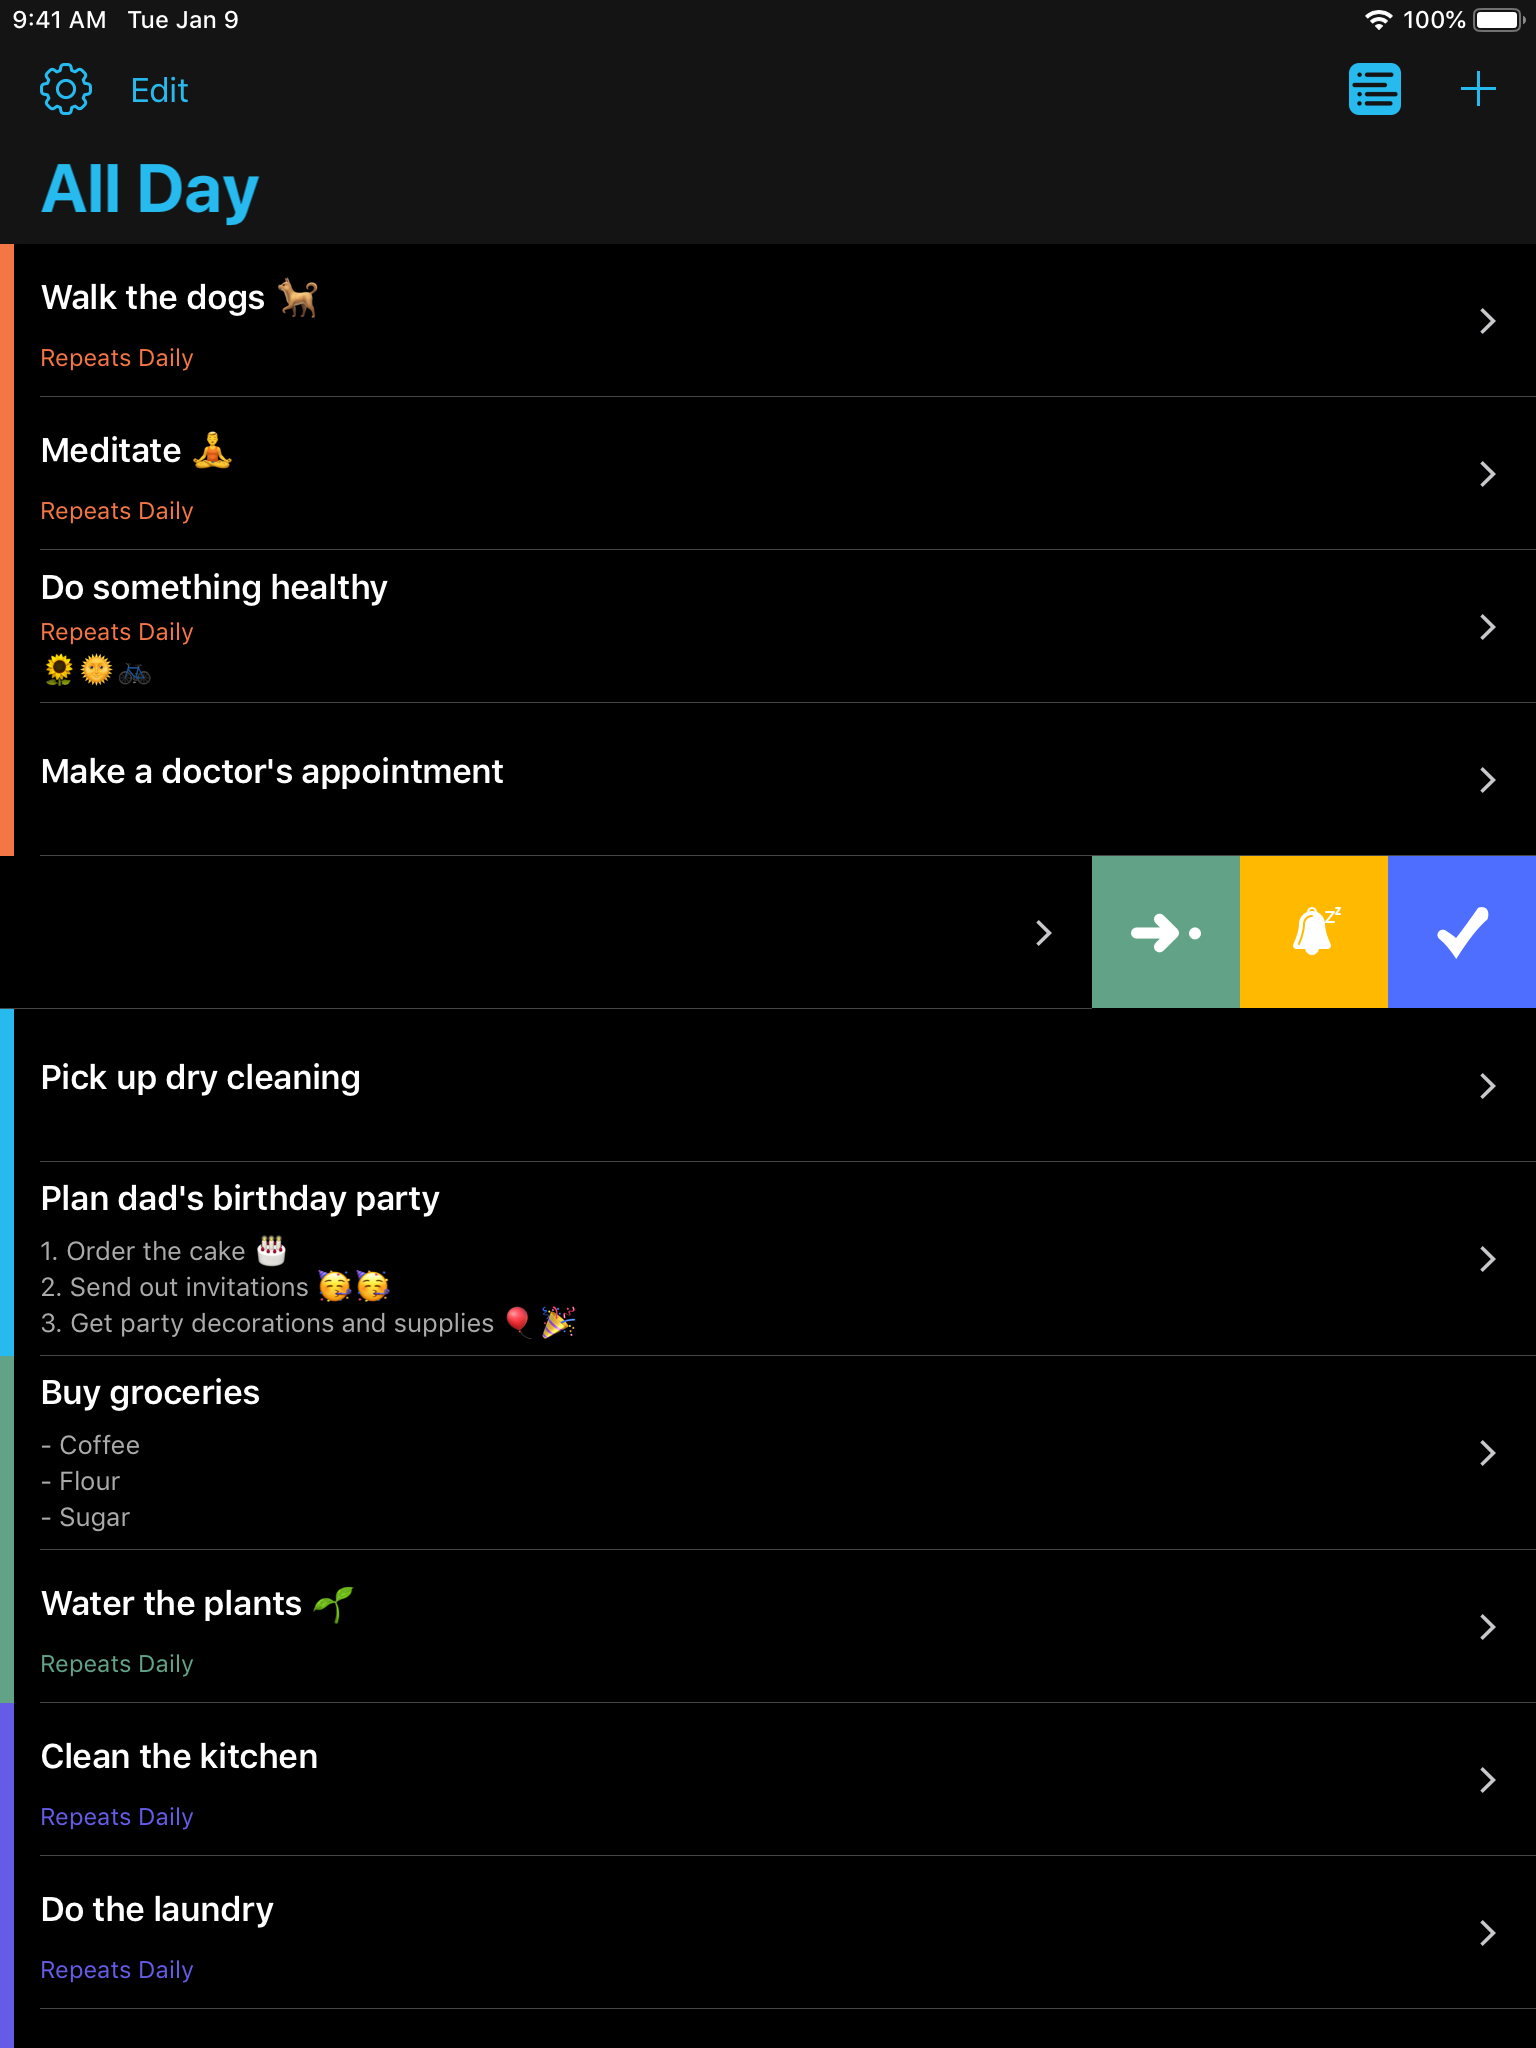 9:41 AM Tue Jan 9 100%
Edit
All Day
Walk the dogs 🐕
Repeats Daily
Meditate 🧘
Repeats Daily
Do something healthy
Repeats Daily
🌻🌞🚲
Make a doctor's appointment
zz
Pick up dry cleaning
Plan dad's birthday party
1. Order the cake 🎂
2. Send out invitations 🥳🥳
3. Get party decorations and supplies 🎈🎉
Buy groceries
- Coffee
- Flour
- Sugar
Water the plants 🌱
Repeats Daily
Clean the kitchen
Repeats Daily
Do the laundry
Repeats Daily